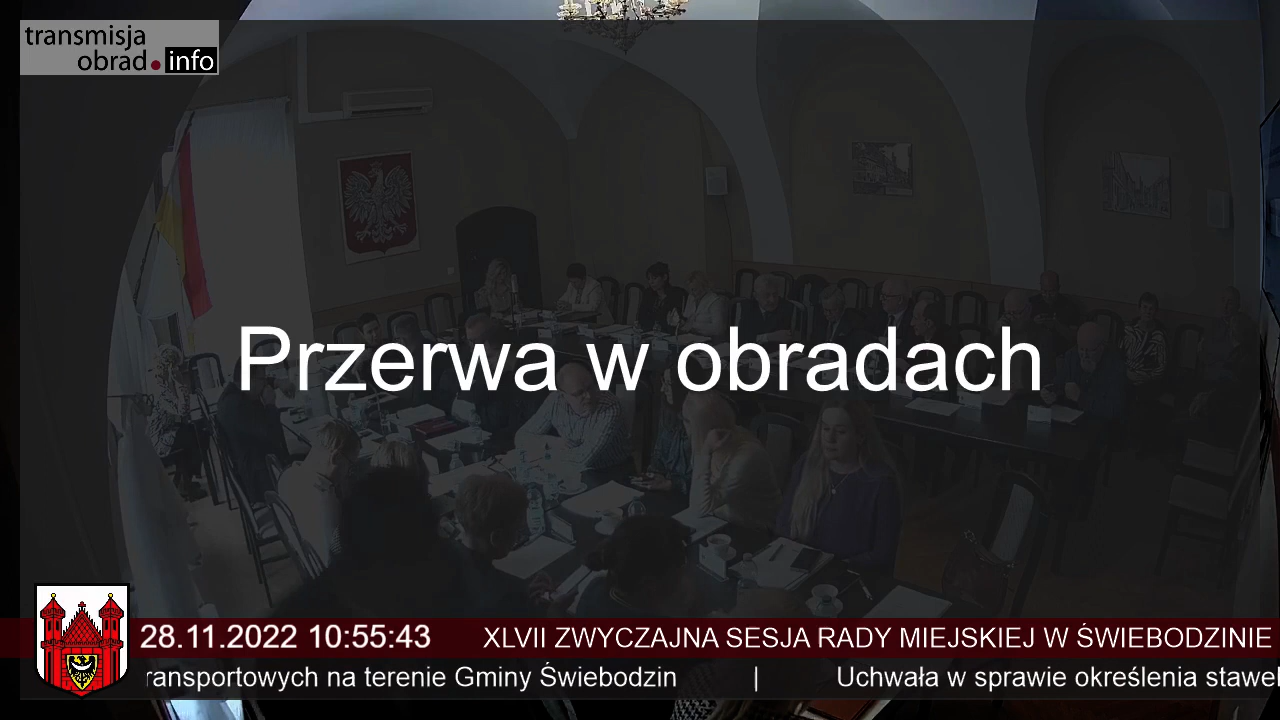 transmisja
obrad.info
Przerwa w obradach
28.11.2022 10:55:43 XLVII ZWYCZAJNA SESJA RADY MIEJSKIEJ W ŚWIEBODZINIE
ransportowych na terenie Gminy Świebodzin | Uchwała w sprawie określenia stawek